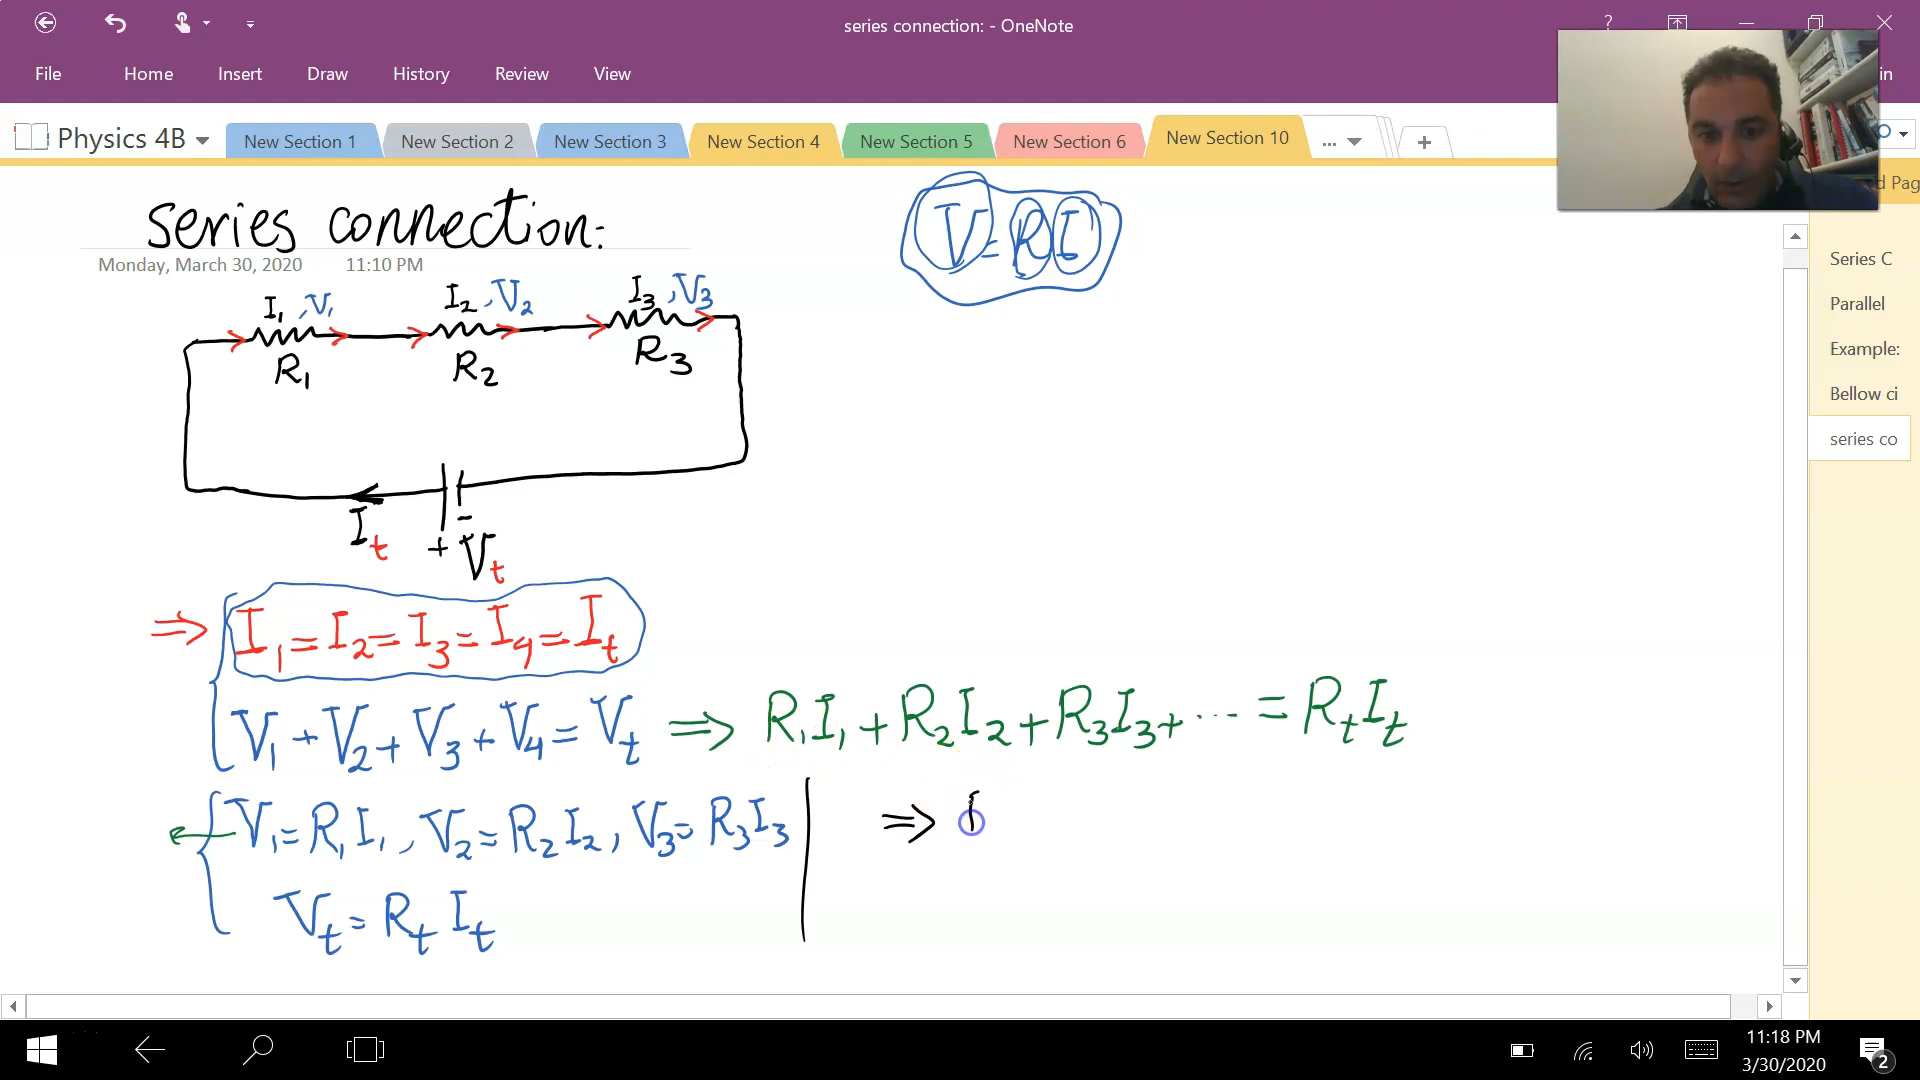 series connection: - OneNote
?
File Home Insert Draw History Review View
in
Physics 4B
New Section 1 New Section 2 New Section 3 New Section 4 New Section 5 New Section 6 New Section 10 ... +
d Pag
series connection:
Monday, March 30, 2020 11:10 PM
V = RI
I₁ , V₁ I₂ , V₂ I₃ , V₃
R₁ R₂ R₃
It + - Vt
⇒ I₁ = I₂ = I₃ = I₄ = It
V₁ + V₂ + V₃ + V₄ = Vt ⇒ R₁I₁ + R₂I₂ + R₃I₃ + ... = RtIt
← V₁ = R₁I₁ , V₂ = R₂I₂ , V₃ = R₃I₃ ⇒
Vt = Rt It
Series C
Parallel
Example:
Bellow ci
series co
11:18 PM
3/30/2020
2